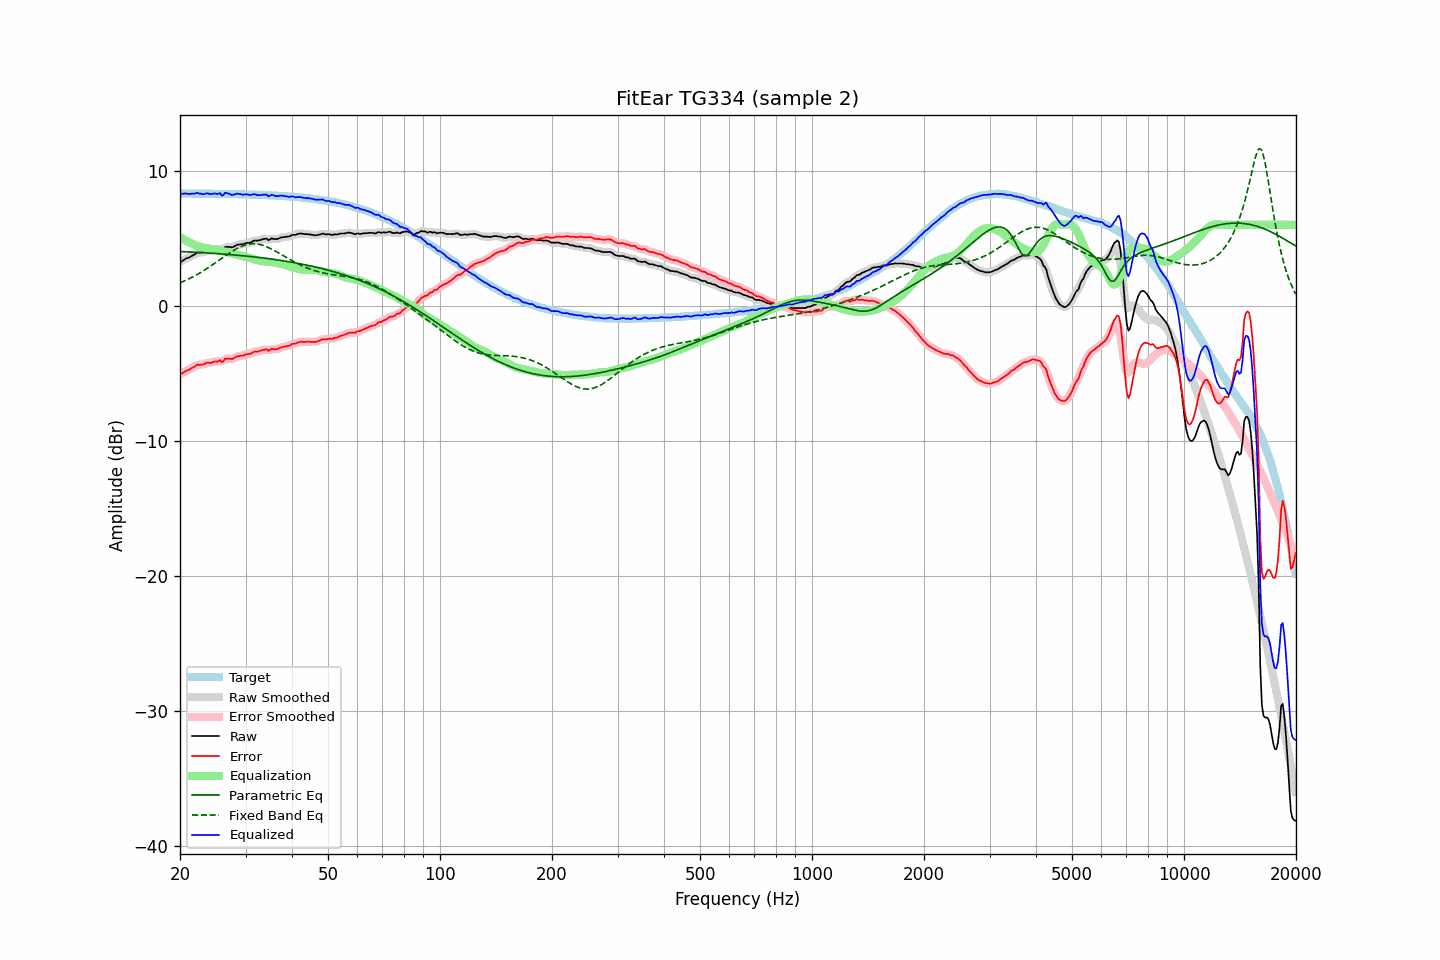 FitEar TG334 (sample 2)
Amplitude (dBr)
10
0
−10
−20
−30
−40
Target
Raw Smoothed
Error Smoothed
Raw
Error
Equalization
Parametric Eq
Fixed Band Eq
Equalized
20 50 100 200 500 1000 2000 5000 10000 20000
Frequency (Hz)